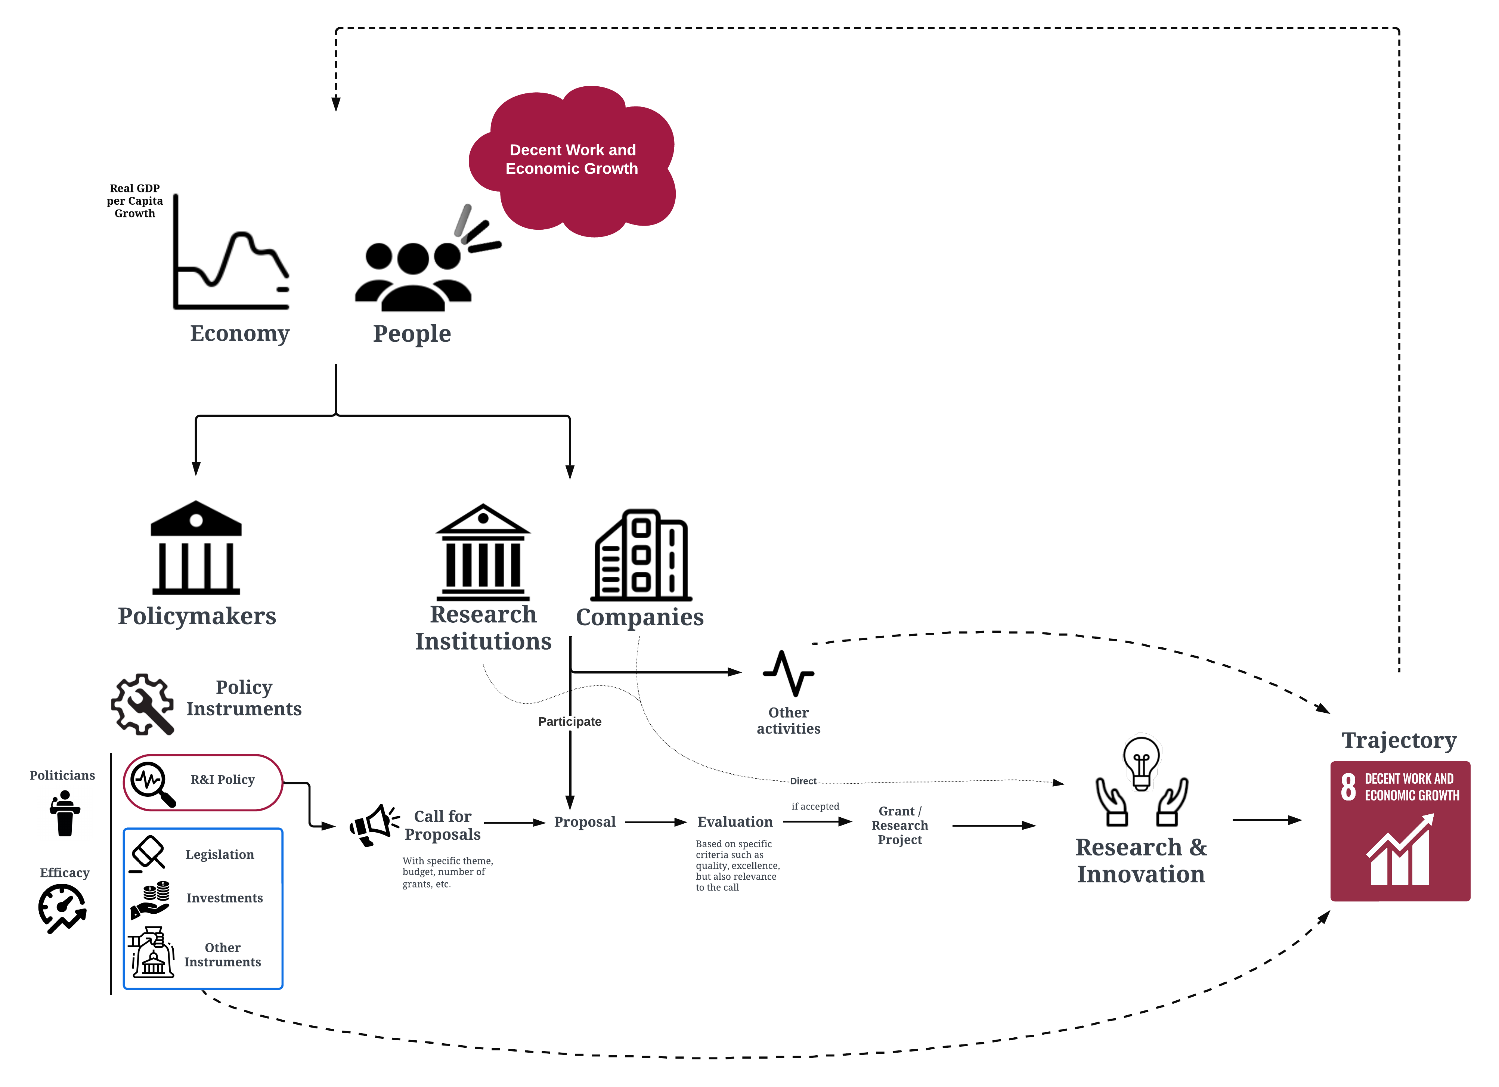 Decent Work and
Economic Growth
Real GDP
per Capita
Growth
Economy
People
Policymakers
Research
Institutions
Companies
Policy
Instruments
Other
activities
Participate
Direct
Trajectory
8 DECENT WORK AND
ECONOMIC GROWTH
Politicians
R&I Policy
Efficacy
Legislation
Investments
Other
Instruments
Call for
Proposals
With specific theme,
budget, number of
grants, etc.
Proposal
Evaluation
Based on specific
criteria such as
quality, excellence,
but also relevance
to the call
if accepted
Grant /
Research
Project
Research &
Innovation